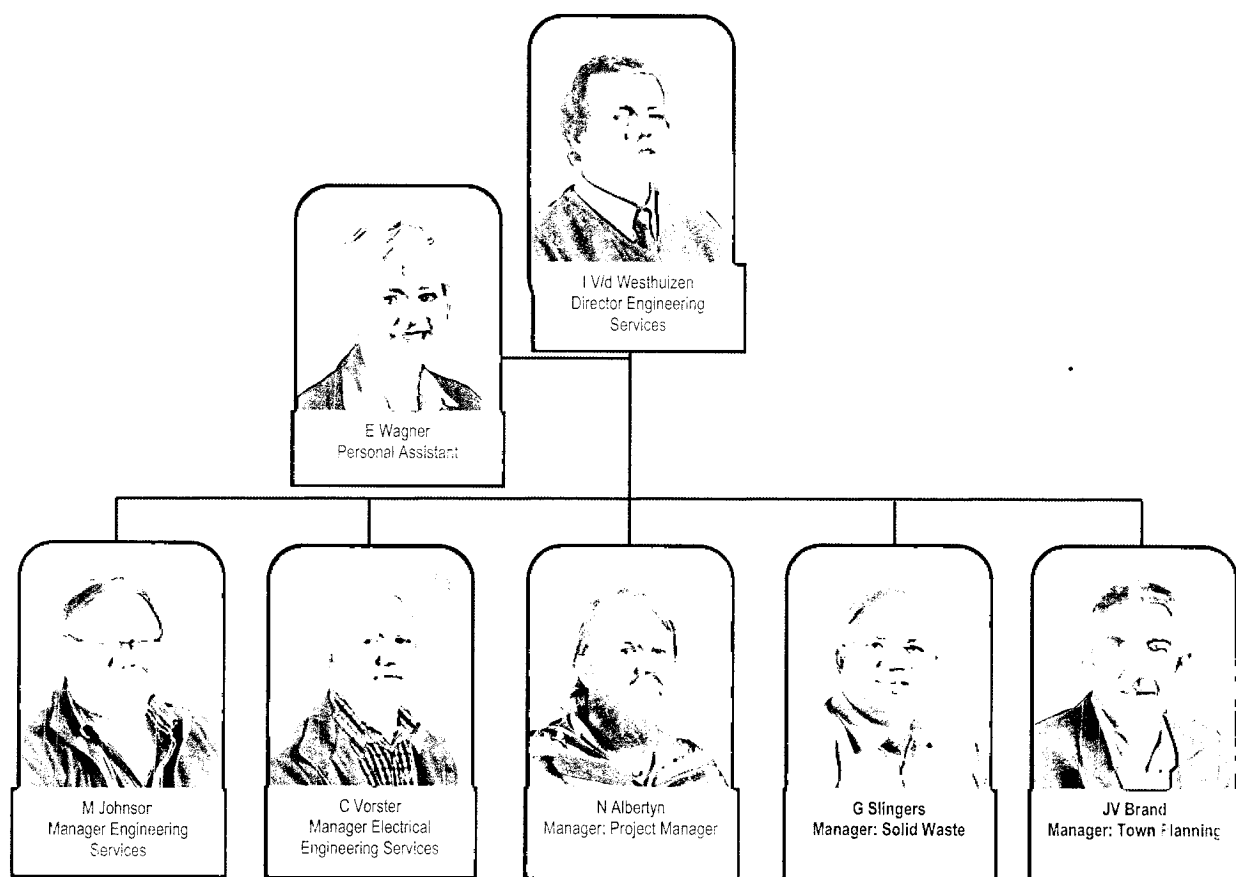 I V/d Westhuizen
Director Engineering
Services
E Wagner
Personal Assistant
M Johnson
Manager Engineering
Services
C Vorster
Manager Electrical
Engineering Services
N Albertyn
Manager: Project Manager
G Slingers
Manager: Solid Waste
JV Brand
Manager: Town Planning